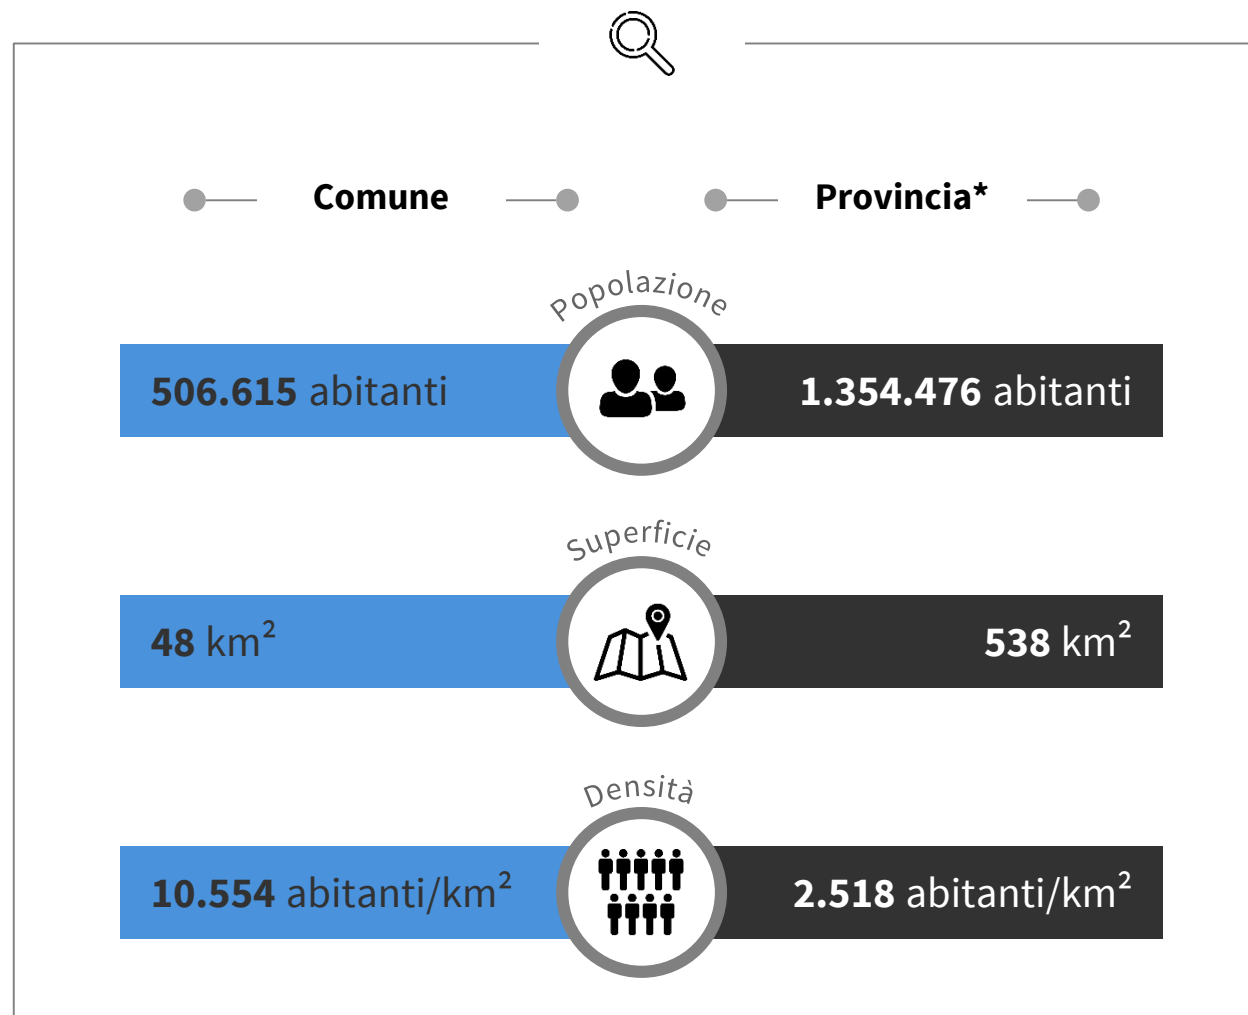 Comune
Provincia*
Popolazione
506.615 abitanti
1.354.476 abitanti
Superficie
48 km²
538 km²
Densità
10.554 abitanti/km²
2.518 abitanti/km²